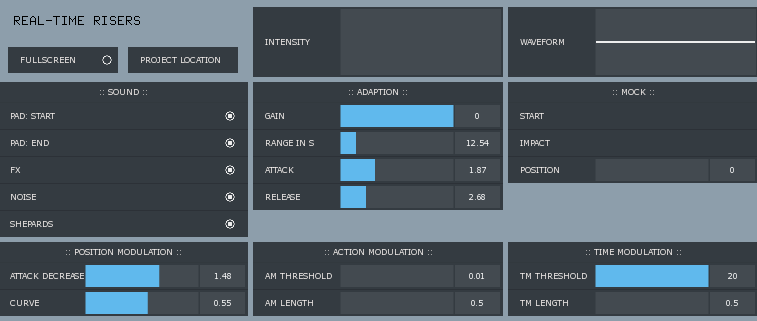 REAL-TIME RISERS
FULLSCREEN
PROJECT LOCATION
INTENSITY
WAVEFORM
:: SOUND ::
PAD: START
PAD: END
FX
NOISE
SHEPARDS
:: ADAPTION ::
GAIN 0
RANGE IN S 12.54
ATTACK 1.87
RELEASE 2.68
:: MOCK ::
START
IMPACT
POSITION 0
:: POSITION MODULATION ::
ATTACK DECREASE 1.48
CURVE 0.55
:: ACTION MODULATION ::
AM THRESHOLD 0.01
AM LENGTH 0.5
:: TIME MODULATION ::
TM THRESHOLD 20
TM LENGTH 0.5